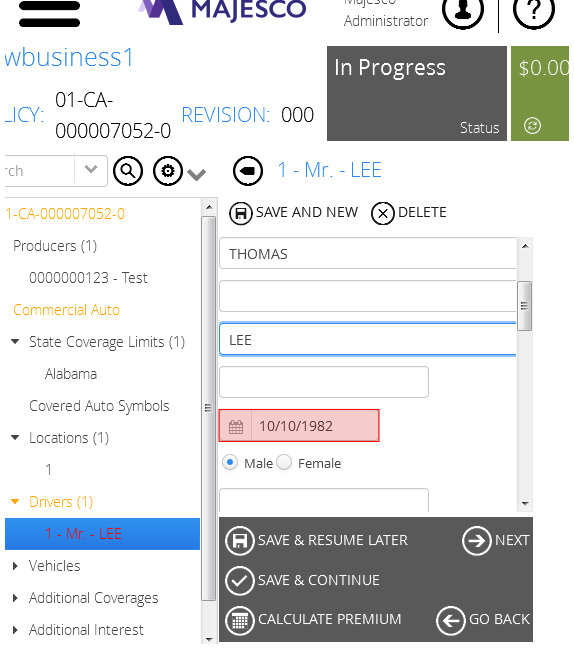 MAJESCO
Majesco
Administrator
?
wbusiness1
In Progress
$0.00
LICY: 01-CA-000007052-0 REVISION: 000
Status
rch
1 - Mr. - LEE
1-CA-000007052-0
SAVE AND NEW DELETE
Producers (1)
0000000123 - Test
Commercial Auto
State Coverage Limits (1)
Alabama
Covered Auto Symbols
Locations (1)
1
Drivers (1)
1 - Mr. - LEE
Vehicles
Additional Coverages
Additional Interest
THOMAS
LEE
10/10/1982
Male Female
SAVE & RESUME LATER NEXT
SAVE & CONTINUE
CALCULATE PREMIUM GO BACK